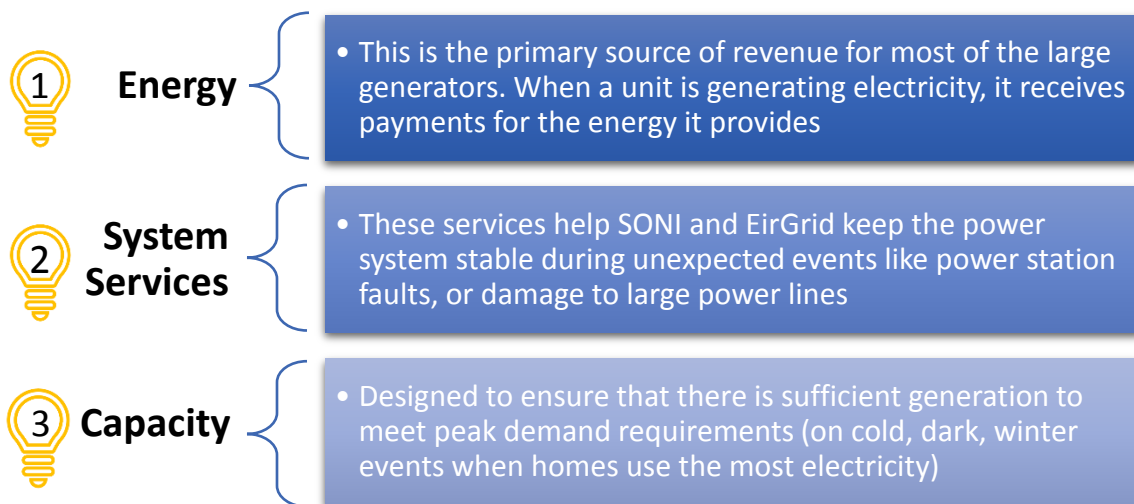 1
Energy
• This is the primary source of revenue for most of the large
generators. When a unit is generating electricity, it receives
payments for the energy it provides
2
System
Services
• These services help SONI and EirGrid keep the power
system stable during unexpected events like power station
faults, or damage to large power lines
3
Capacity
• Designed to ensure that there is sufficient generation to
meet peak demand requirements (on cold, dark, winter
events when homes use the most electricity)